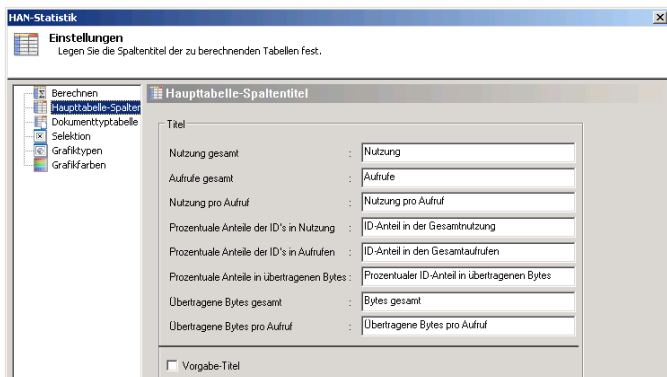 HAN-Statistik
Einstellungen
Legen Sie die Spaltentitel der zu berechnenden Tabellen fest.
Berechnen
Haupttabelle-Spalten
Dokumenttyptabelle
Selektion
Grafiktypen
Grafikfarben
Haupttabelle-Spaltentitel
Titel
Nutzung gesamt : Nutzung
Aufrufe gesamt : Aufrufe
Nutzung pro Aufruf : Nutzung pro Aufruf
Prozentuale Anteile der ID's in Nutzung : ID-Anteil in der Gesamtnutzung
Prozentuale Anteile der ID's in Aufrufen : ID-Anteil in den Gesamtaufrufen
Prozentuale Anteile in übertragenen Bytes : Prozentualer ID-Anteil in übertragenen Bytes
Übertragene Bytes gesamt : Bytes gesamt
Übertragene Bytes pro Aufruf : Übertragene Bytes pro Aufruf
Vorgabe-Titel